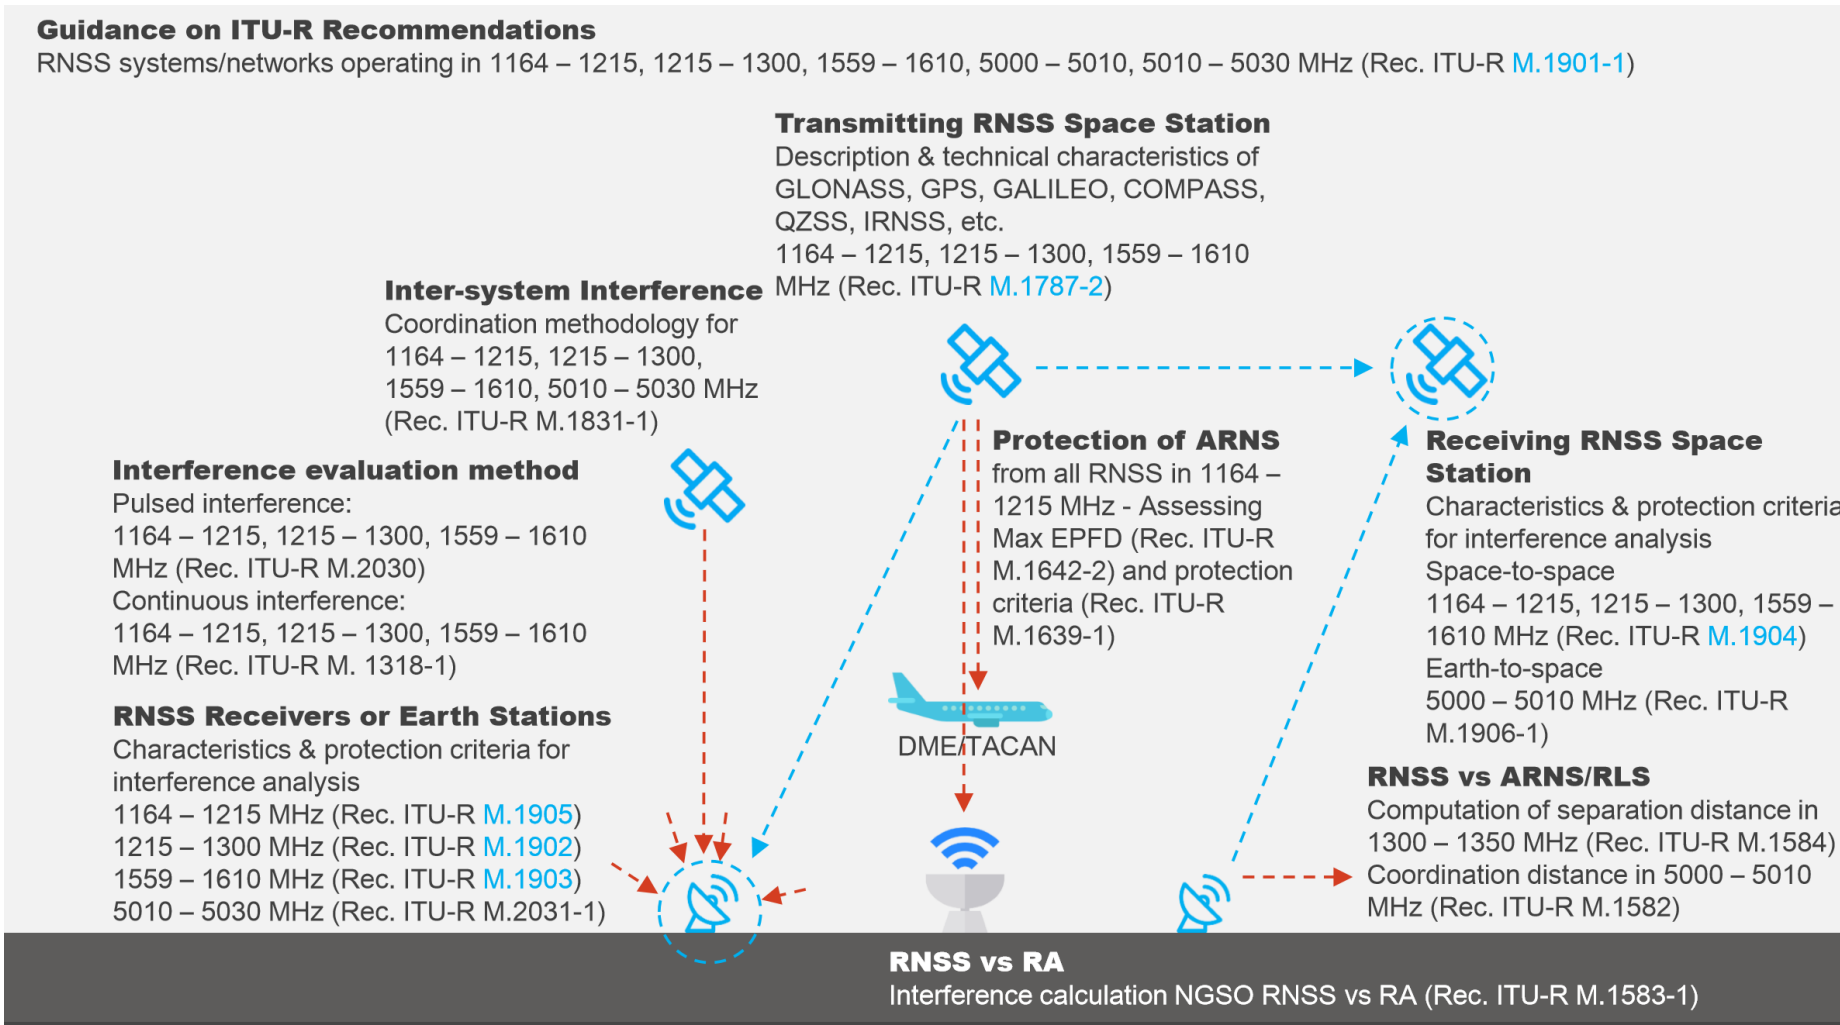 Guidance on ITU-R Recommendations
RNSS systems/networks operating in 1164 – 1215, 1215 – 1300, 1559 – 1610, 5000 – 5010, 5010 – 5030 MHz (Rec. ITU-R M.1901-1)
Transmitting RNSS Space Station
Description & technical characteristics of
GLONASS, GPS, GALILEO, COMPASS,
QZSS, IRNSS, etc.
1164 – 1215, 1215 – 1300, 1559 – 1610
MHz (Rec. ITU-R M.1787-2)
Inter-system Interference
Coordination methodology for
1164 – 1215, 1215 – 1300,
1559 – 1610, 5010 – 5030 MHz
(Rec. ITU-R M.1831-1)
Interference evaluation method
Pulsed interference:
1164 – 1215, 1215 – 1300, 1559 – 1610
MHz (Rec. ITU-R M.2030)
Continuous interference:
1164 – 1215, 1215 – 1300, 1559 – 1610
MHz (Rec. ITU-R M. 1318-1)
RNSS Receivers or Earth Stations
Characteristics & protection criteria for
interference analysis
1164 – 1215 MHz (Rec. ITU-R M.1905)
1215 – 1300 MHz (Rec. ITU-R M.1902)
1559 – 1610 MHz (Rec. ITU-R M.1903)
5010 – 5030 MHz (Rec. ITU-R M.2031-1)
Protection of ARNS
from all RNSS in 1164 –
1215 MHz - Assessing
Max EPFD (Rec. ITU-R
M.1642-2) and protection
criteria (Rec. ITU-R
M.1639-1)
DME/TACAN
Receiving RNSS Space
Station
Characteristics & protection criteria
for interference analysis
Space-to-space
1164 – 1215, 1215 – 1300, 1559 –
1610 MHz (Rec. ITU-R M.1904)
Earth-to-space
5000 – 5010 MHz (Rec. ITU-R
M.1906-1)
RNSS vs ARNS/RLS
Computation of separation distance in
1300 – 1350 MHz (Rec. ITU-R M.1584)
Coordination distance in 5000 – 5010
MHz (Rec. ITU-R M.1582)
RNSS vs RA
Interference calculation NGSO RNSS vs RA (Rec. ITU-R M.1583-1)